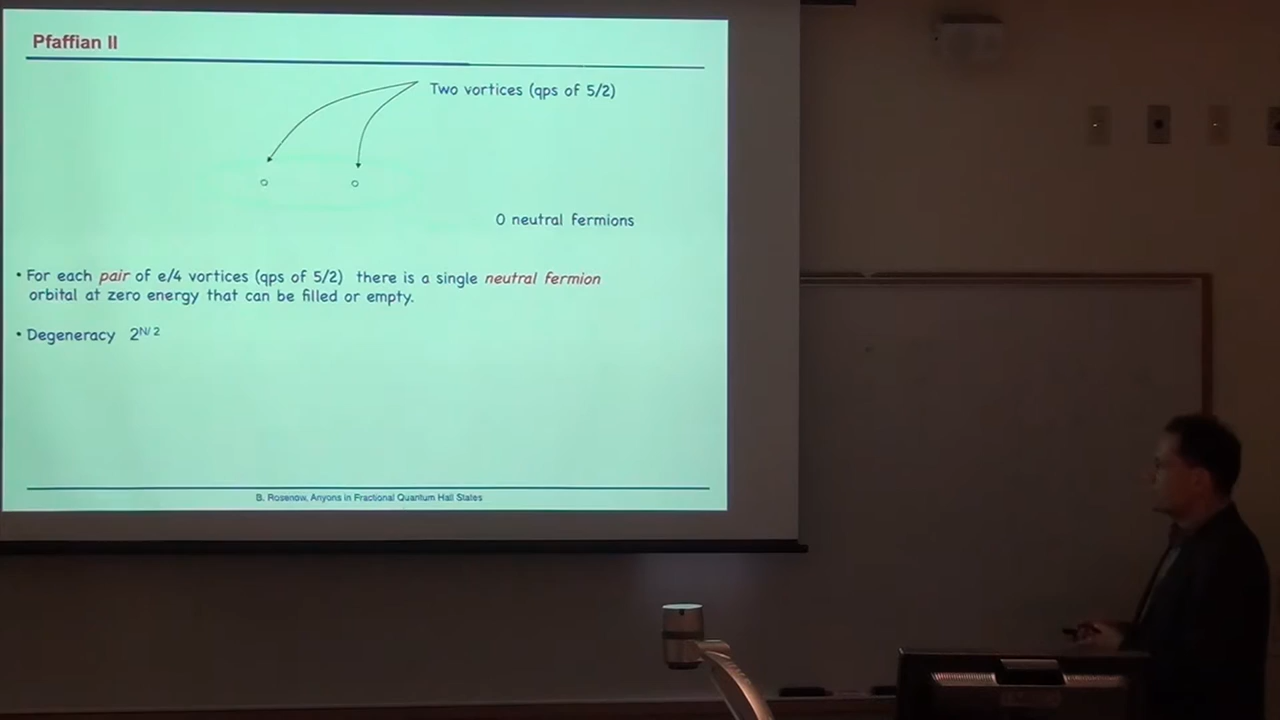 Pfaffian II
Two vortices (qps of 5/2)
0 neutral fermions
• For each pair of e/4 vortices (qps of 5/2) there is a single neutral fermion
orbital at zero energy that can be filled or empty.
• Degeneracy 2^N/2
B. Rosenow, Anyons in Fractional Quantum Hall States